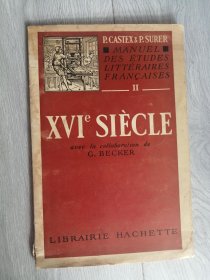 P. CASTEX & P. SURER
MANUEL
DES ÉTUDES
LITTÉRAIRES
FRANÇAISES
II
XVIe SIÈCLE
avec la collaboration de
G. BECKER
LIBRAIRIE HACHETTE